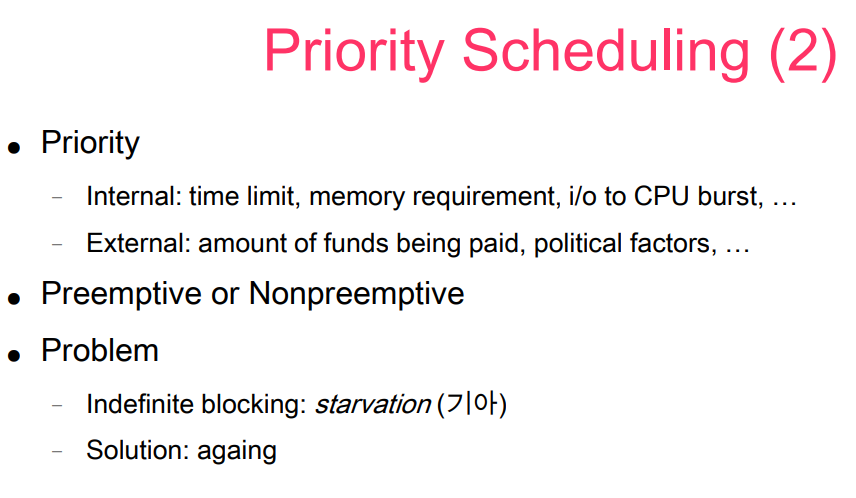 Priority Scheduling (2)
● Priority
– Internal: time limit, memory requirement, i/o to CPU burst, …
– External: amount of funds being paid, political factors, …
● Preemptive or Nonpreemptive
● Problem
– Indefinite blocking: starvation (기아)
– Solution: againg